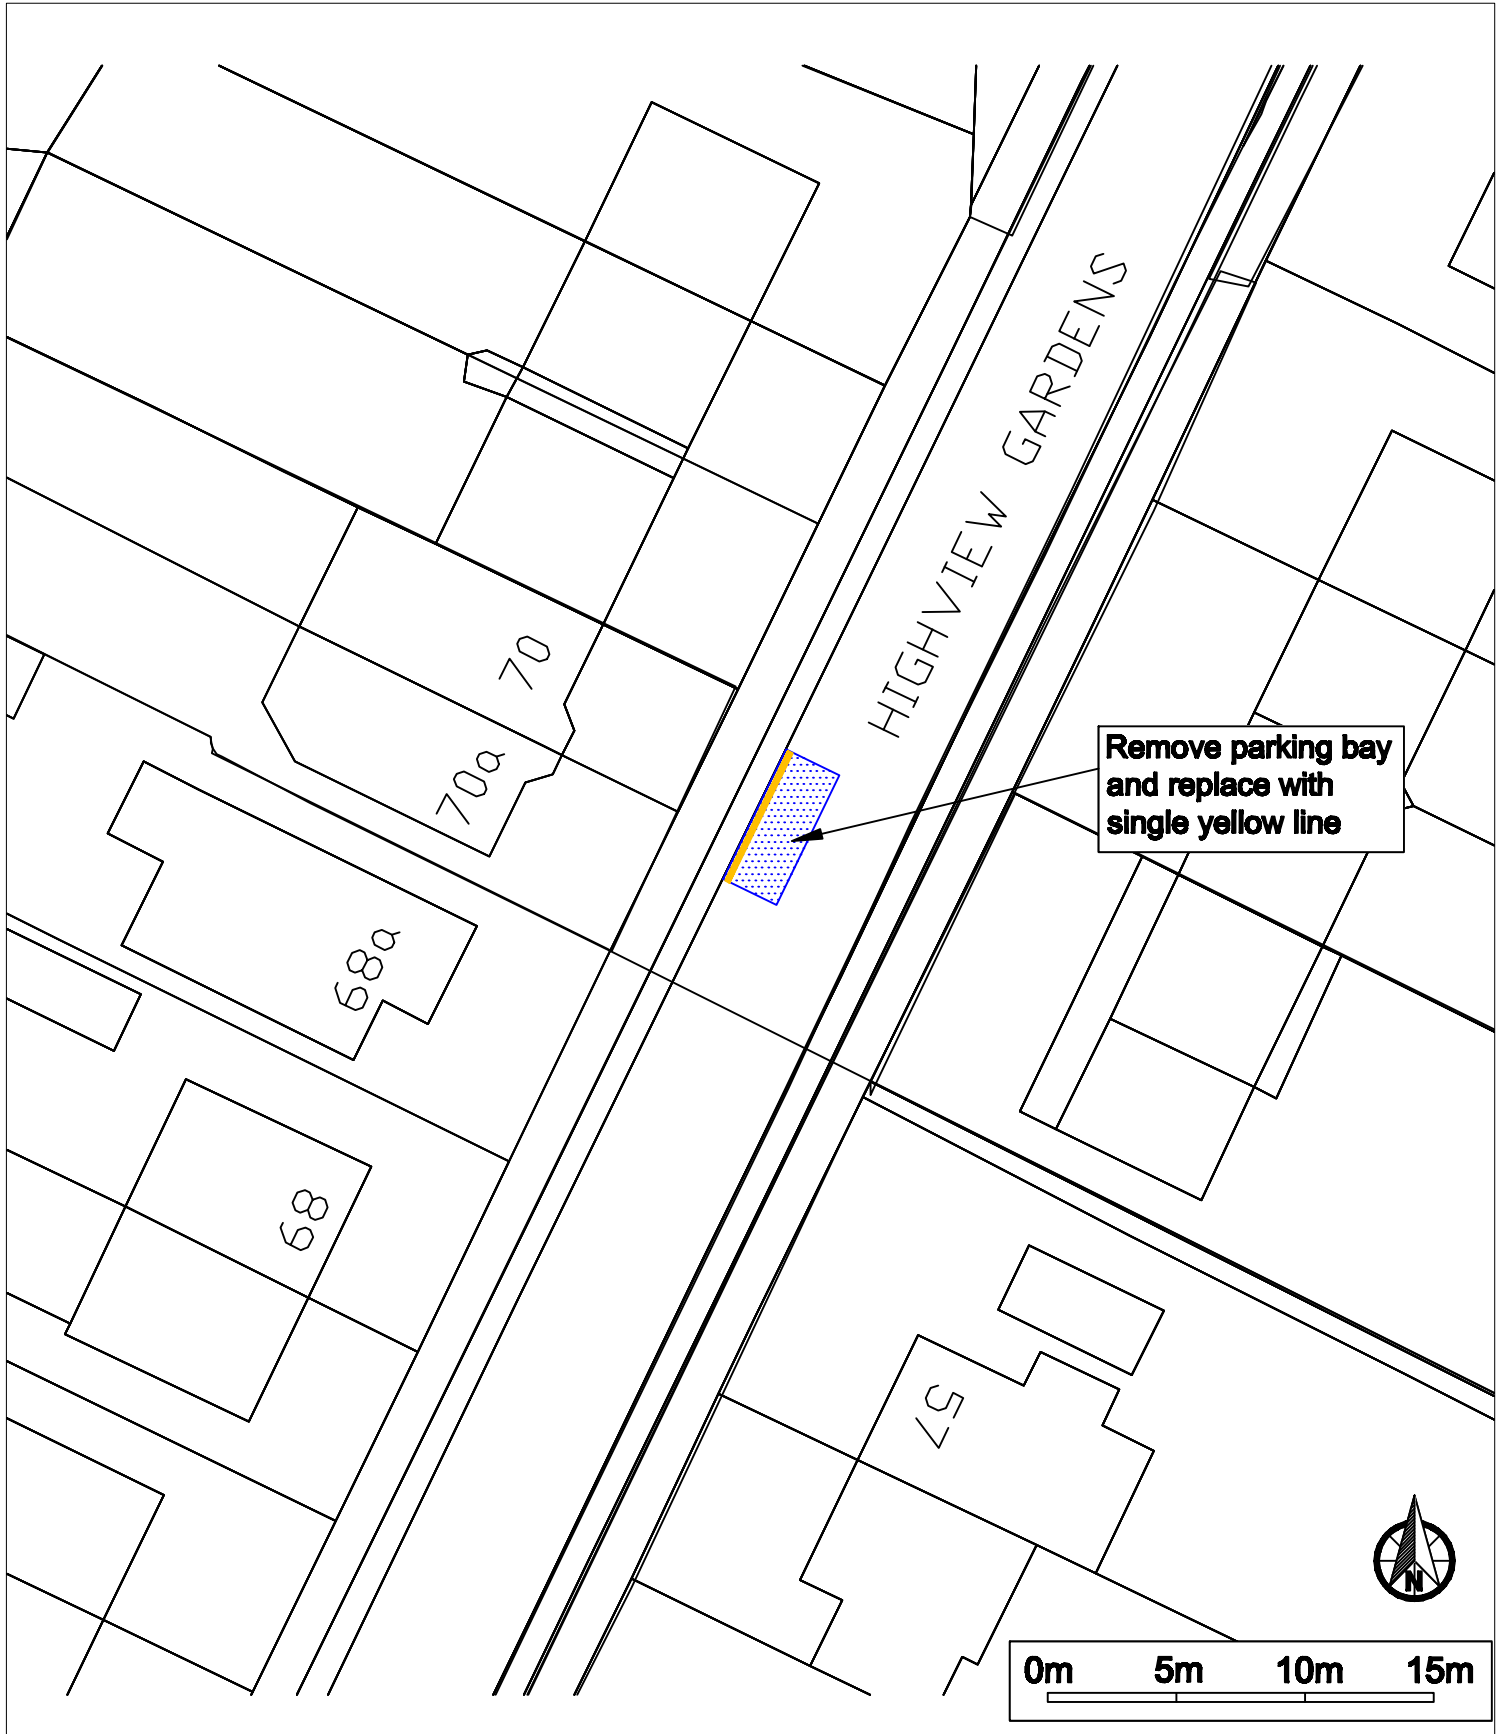 HIGHVIEW GARDENS
70
70a
Remove parking bay
and replace with
single yellow line
68a
68
57
N
0m 5m 10m 15m